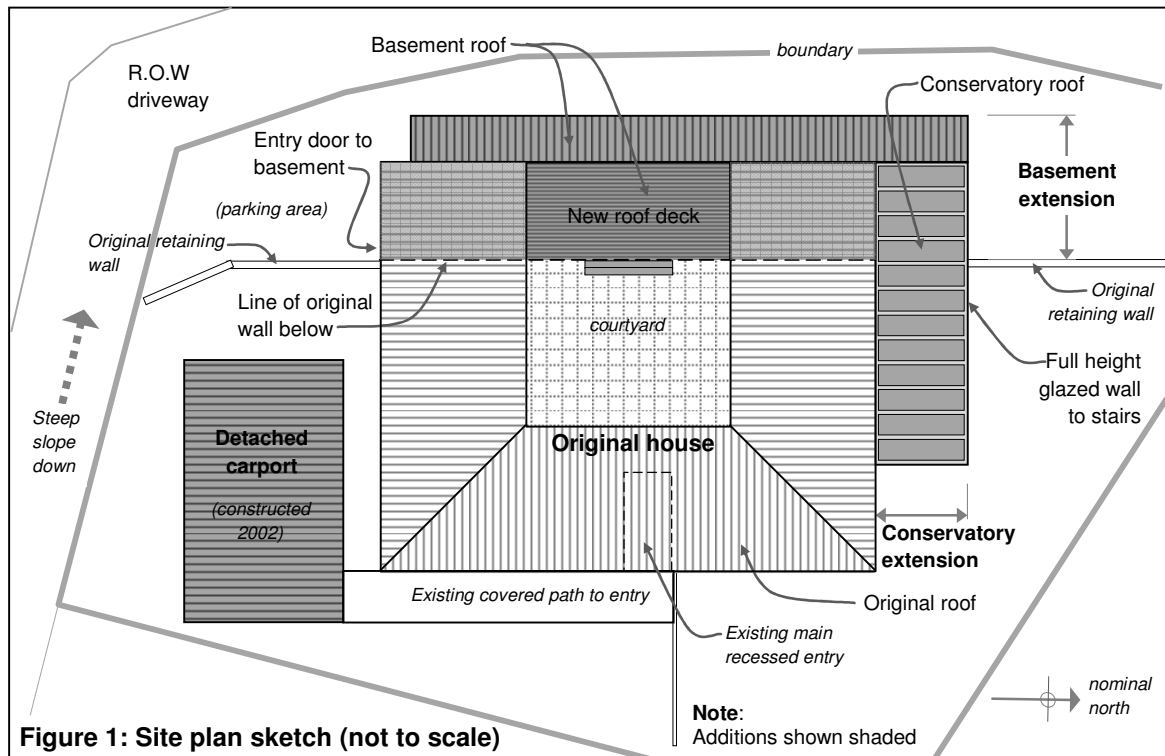 Basement roof
boundary
R.O.W
driveway
Conservatory roof
Entry door to
basement
Basement
extension
(parking area)
New roof deck
Original retaining
wall
Line of original
wall below
courtyard
Original
retaining wall
Full height
glazed wall
to stairs
Steep
slope
down
Detached
carport
(constructed
2002)
Original house
Conservatory
extension
Existing covered path to entry
Original roof
Existing main
recessed entry
nominal
north
Note:
Additions shown shaded
Figure 1: Site plan sketch (not to scale)